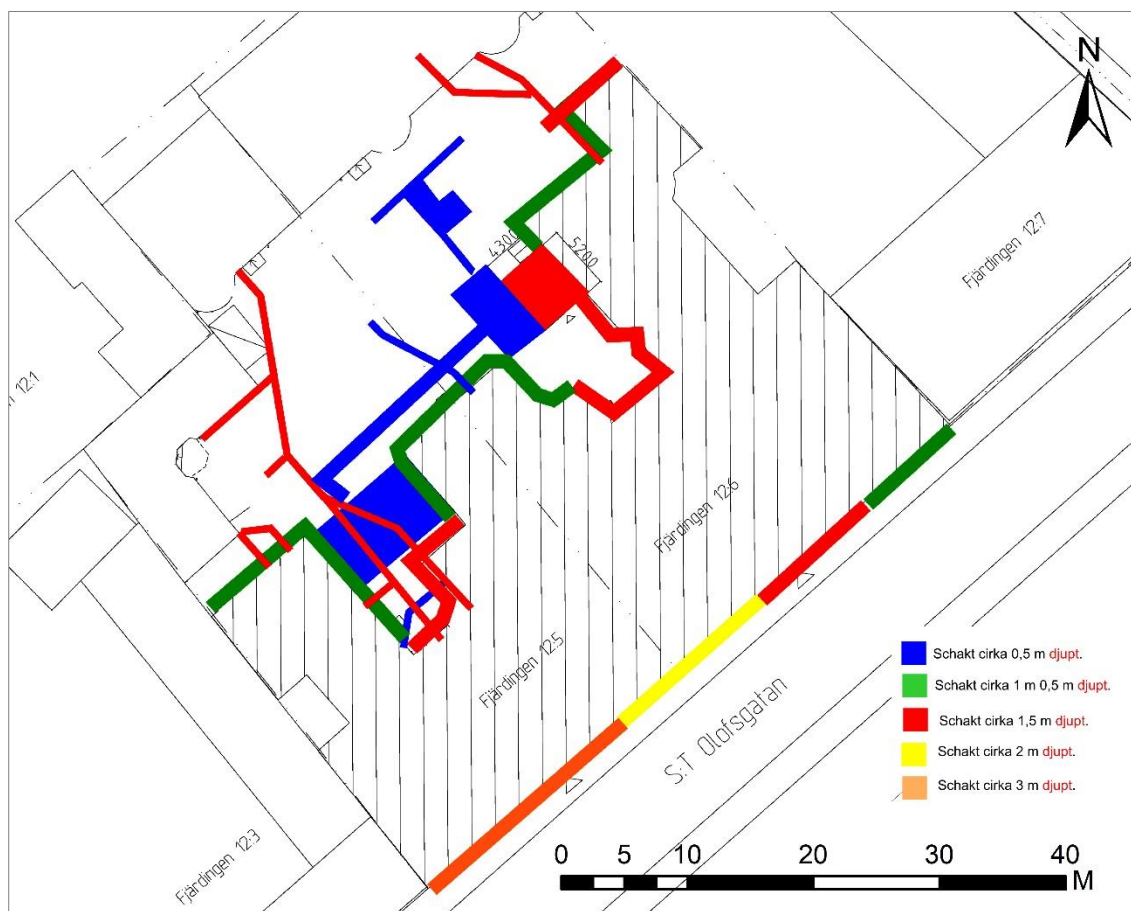 N
4300
5200
Fjärdingen 12:7
n 12:1
Fjärdingen 12:6
Fjärdingen 12:5
S:T Olofsgatan
Fjärdingen 12:3
Schakt cirka 0,5 m djupt.
Schakt cirka 1 m 0,5 m djupt.
Schakt cirka 1,5 m djupt.
Schakt cirka 2 m djupt.
Schakt cirka 3 m djupt.
0 5 10 20 30 40
M